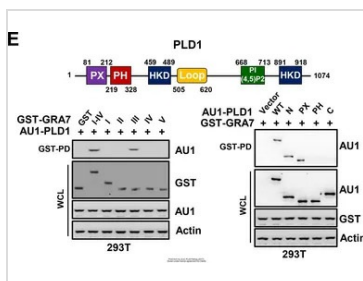 E
PLD1
81 212 459 489 668 713 891 918
1 PX PH HKD Loop PI (4,5)P2 HKD 1074
219 328 505 620
GST-GRA7 GST I-IV I II III IV V
AU1-PLD1 + + + + + + +
GST-PD AU1
WCL GST
AU1
Actin
293T
AU1-PLD1 Vector WT N PX PH C
GST-GRA7 + + + + + +
GST-PD AU1
WCL AU1
GST
Actin
293T